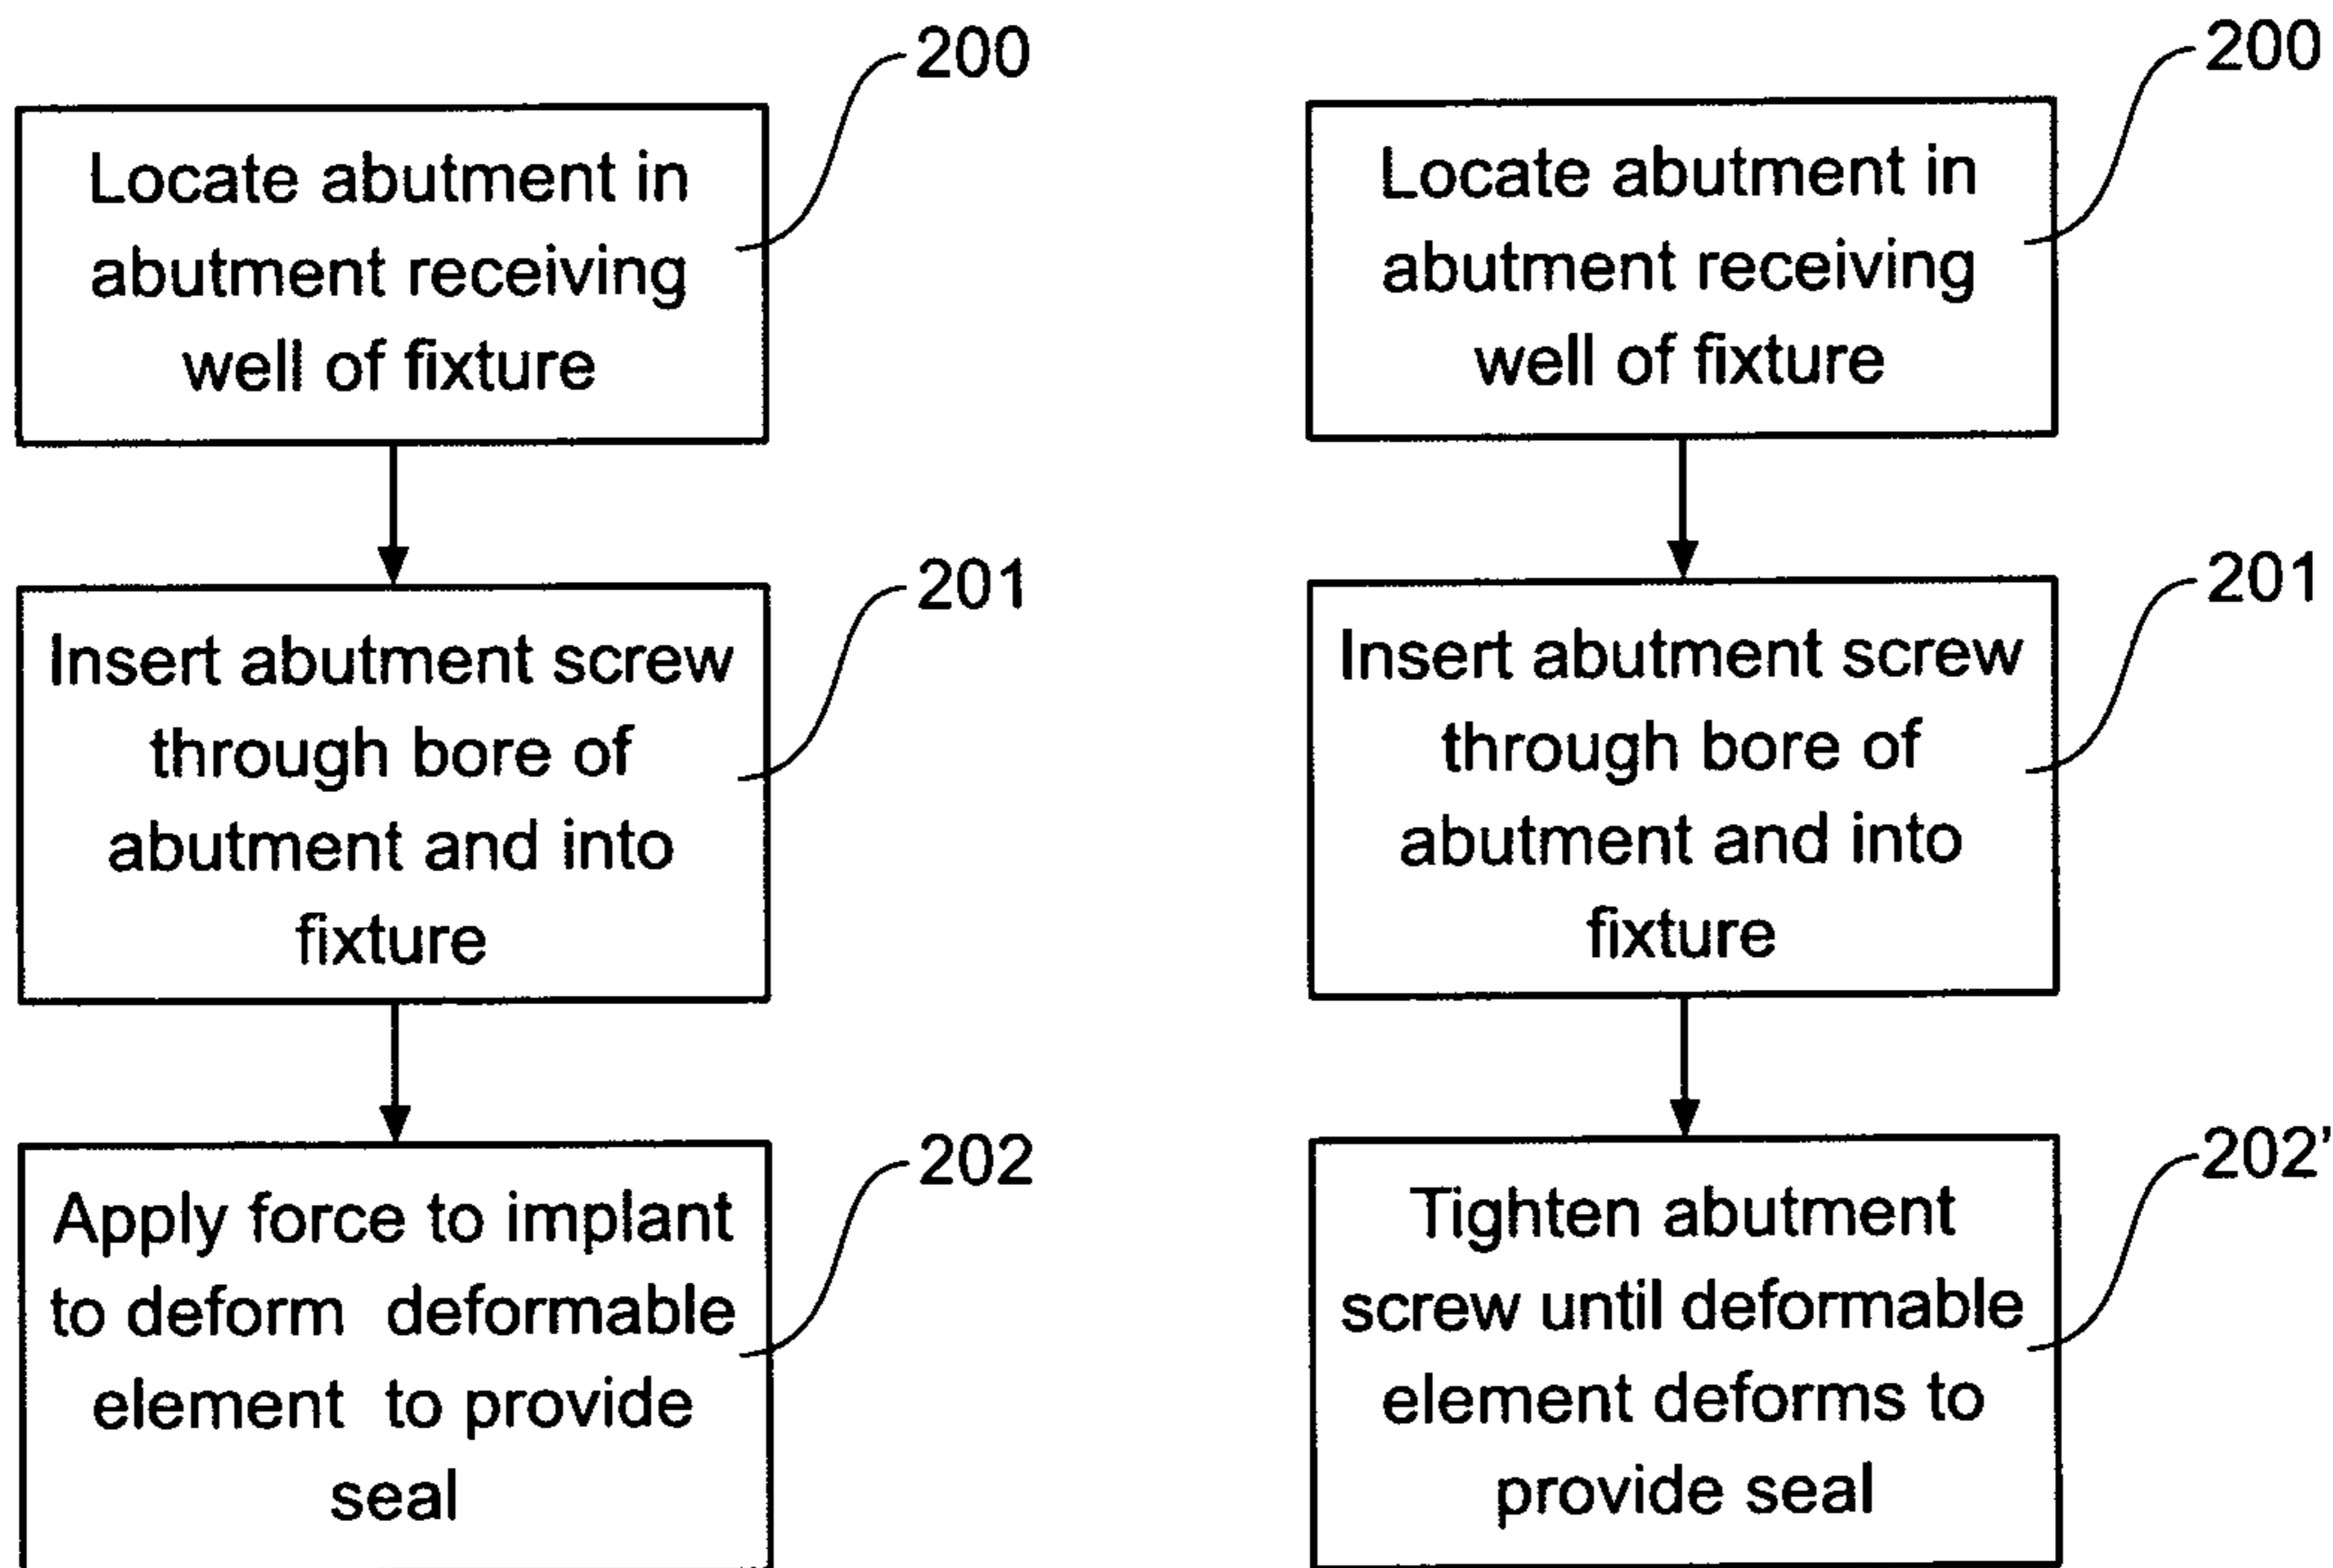 200
Locate abutment in
abutment receiving
well of fixture
201
Insert abutment screw
through bore of
abutment and into
fixture
202
Apply force to implant
to deform deformable
element to provide
seal
200
Locate abutment in
abutment receiving
well of fixture
201
Insert abutment screw
through bore of
abutment and into
fixture
202'
Tighten abutment
screw until deformable
element deforms to
provide seal